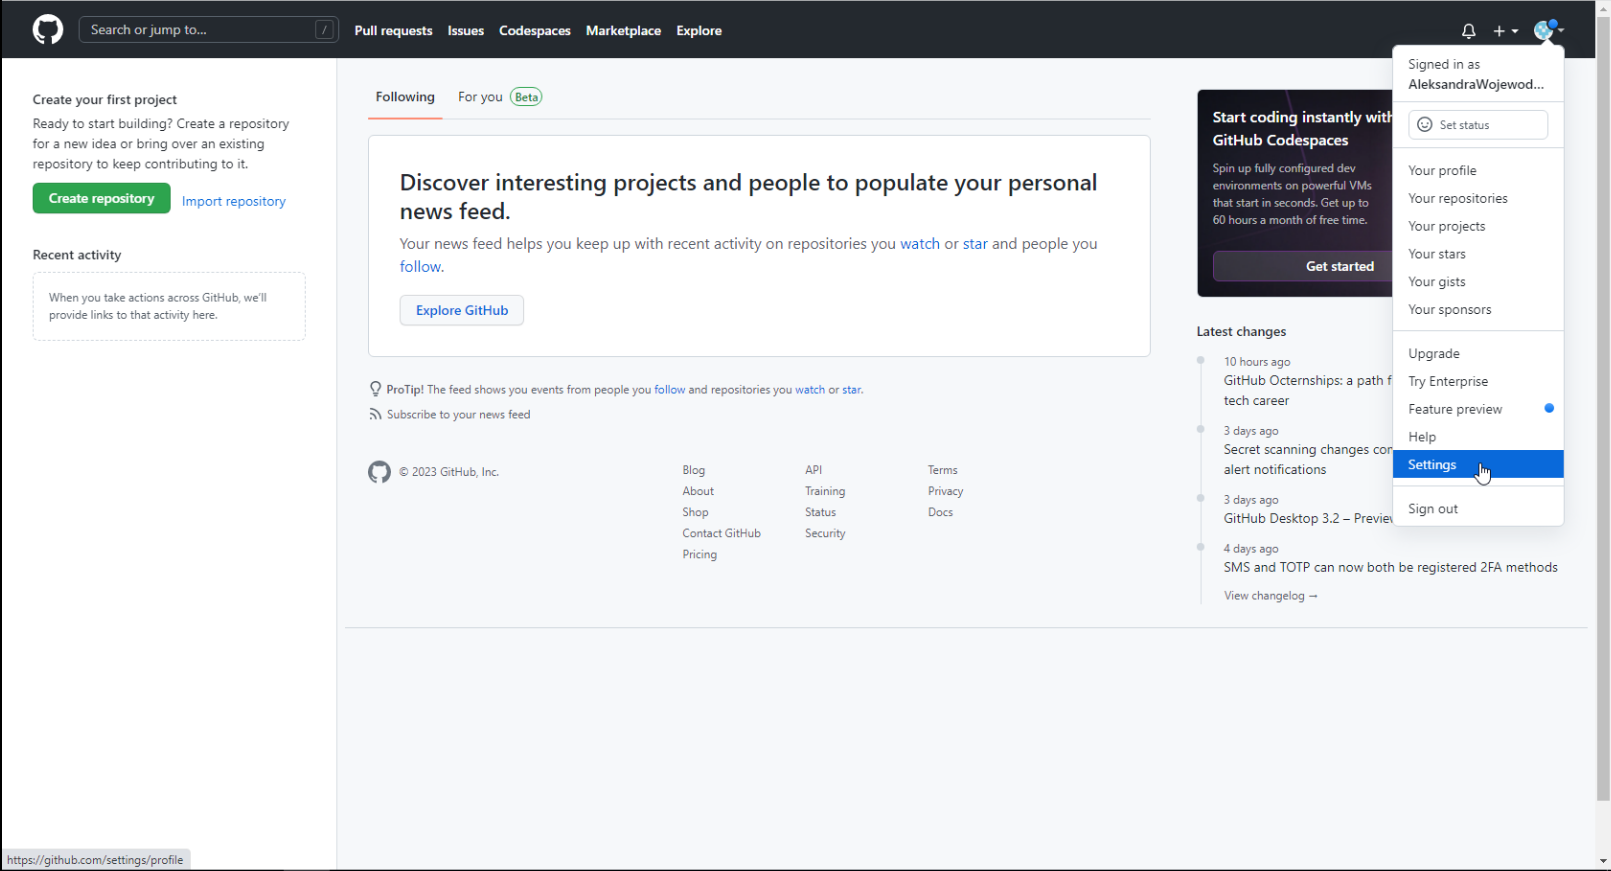 Search or jump to...
/
Pull requests
Issues
Codespaces
Marketplace
Explore
Create your first project
Ready to start building? Create a repository
for a new idea or bring over an existing
repository to keep contributing to it.
Create repository
Import repository
Recent activity
When you take actions across GitHub, we'll
provide links to that activity here.
Following
For you
Beta
Discover interesting projects and people to populate your personal
news feed.
Your news feed helps you keep up with recent activity on repositories you watch or star and people you
follow.
Explore GitHub
ProTip! The feed shows you events from people you follow and repositories you watch or star.
Subscribe to your news feed
© 2023 GitHub, Inc.
Blog
About
Shop
Contact GitHub
Pricing
API
Training
Status
Security
Terms
Privacy
Docs
Start coding instantly with
GitHub Codespaces
Spin up fully configured dev
environments on powerful VMs
that start in seconds. Get up to
60 hours a month of free time.
Get started
Latest changes
10 hours ago
GitHub Octernships: a path f
tech career
3 days ago
Secret scanning changes con
alert notifications
3 days ago
GitHub Desktop 3.2 – Preview
4 days ago
SMS and TOTP can now both be registered 2FA methods
View changelog →
Signed in as
AleksandraWojewod...
Set status
Your profile
Your repositories
Your projects
Your stars
Your gists
Your sponsors
Upgrade
Try Enterprise
Feature preview
Help
Settings
Sign out
https://github.com/settings/profile